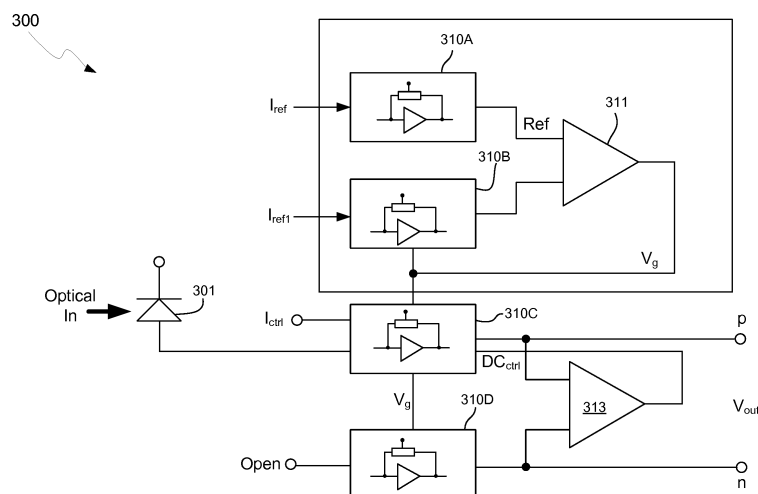 300
310A
I_ref
Ref
311
310B
I_ref1
V_g
Optical
In
301
I_ctrl
310C
p
DC_ctrl
V_g
313
V_out
310D
Open
n